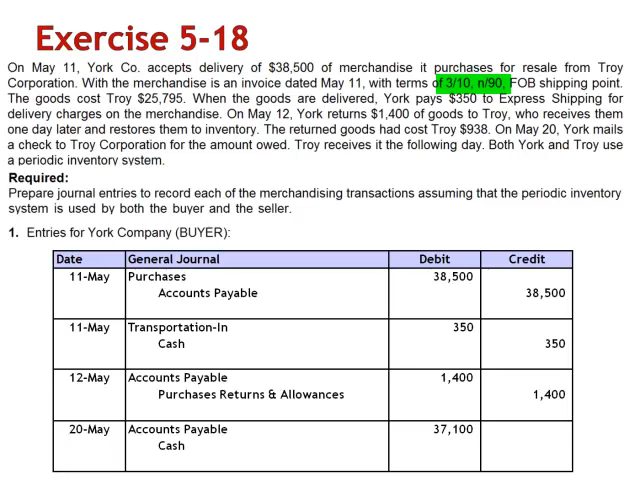 Exercise 5-18
On May 11, York Co. accepts delivery of $38,500 of merchandise it purchases for resale from Troy
Corporation. With the merchandise is an invoice dated May 11, with terms of 3/10, n/90, FOB shipping point.
The goods cost Troy $25,795. When the goods are delivered, York pays $350 to Express Shipping for
delivery charges on the merchandise. On May 12, York returns $1,400 of goods to Troy, who receives them
one day later and restores them to inventory. The returned goods had cost Troy $938. On May 20, York mails
a check to Troy Corporation for the amount owed. Troy receives it the following day. Both York and Troy use
a periodic inventory system.
Required:
Prepare journal entries to record each of the merchandising transactions assuming that the periodic inventory
system is used by both the buyer and the seller.
1. Entries for York Company (BUYER):
Date General Journal Debit Credit
11-May Purchases 38,500
Accounts Payable 38,500
11-May Transportation-In 350
Cash 350
12-May Accounts Payable 1,400
Purchases Returns & Allowances 1,400
20-May Accounts Payable 37,100
Cash